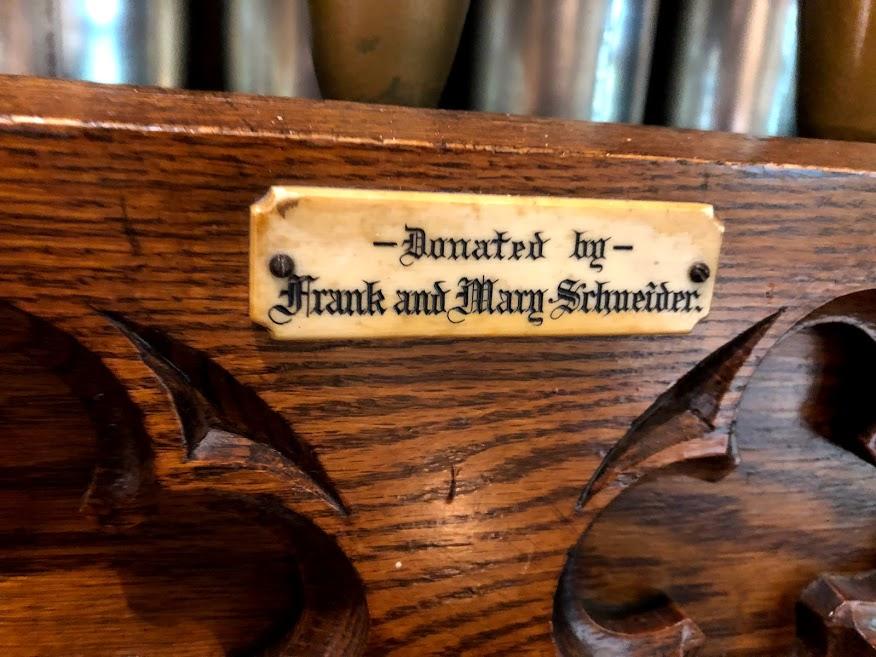 -Donated by-
Frank and Mary Schneider.